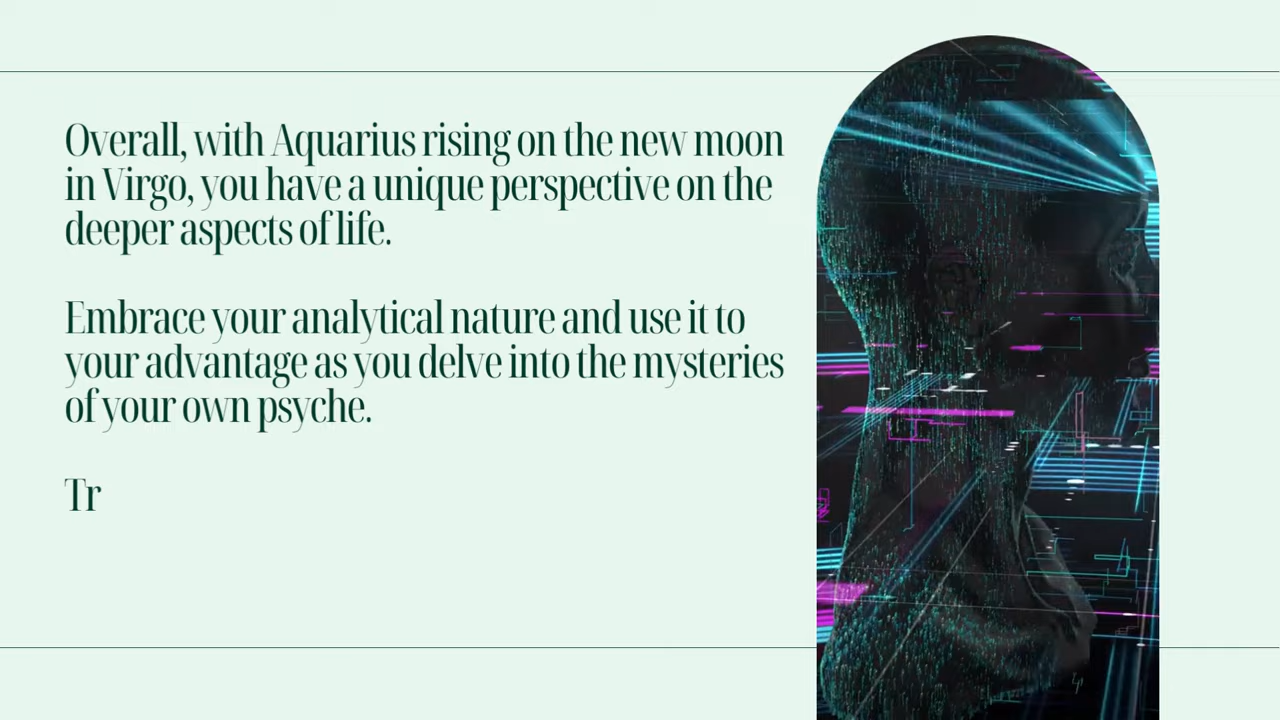 Overall, with Aquarius rising on the new moon
in Virgo, you have a unique perspective on the
deeper aspects of life.
Embrace your analytical nature and use it to
your advantage as you delve into the mysteries
of your own psyche.
Tr